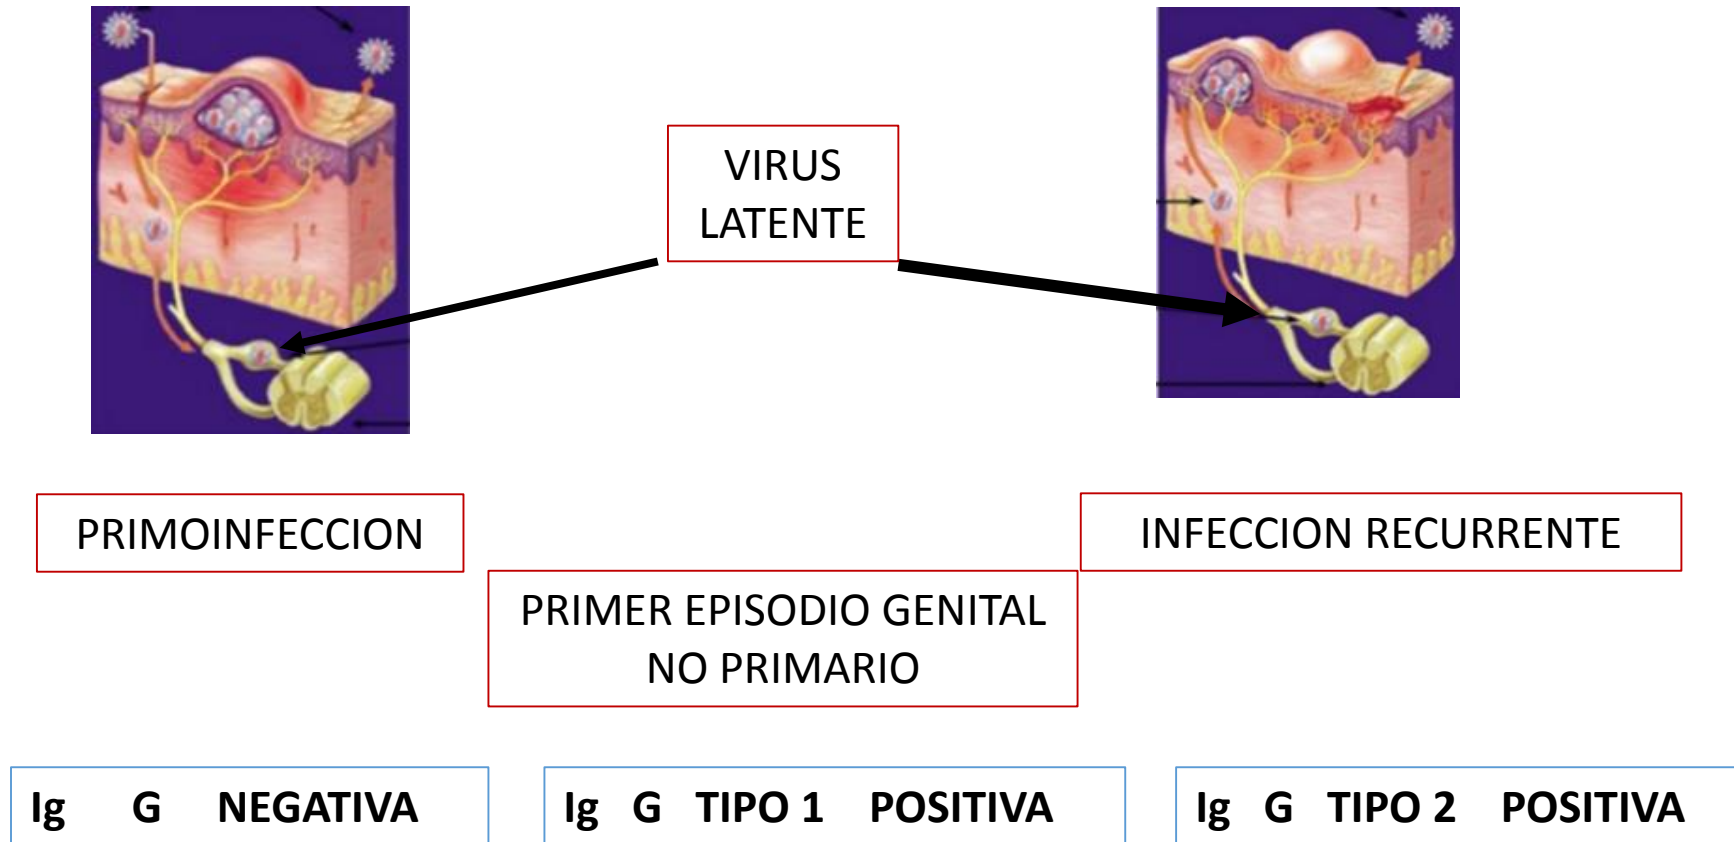 VIRUS
LATENTE
PRIMOINFECCION
INFECCION RECURRENTE
PRIMER EPISODIO GENITAL
NO PRIMARIO
Ig G NEGATIVA
Ig G TIPO 1 POSITIVA
Ig G TIPO 2 POSITIVA